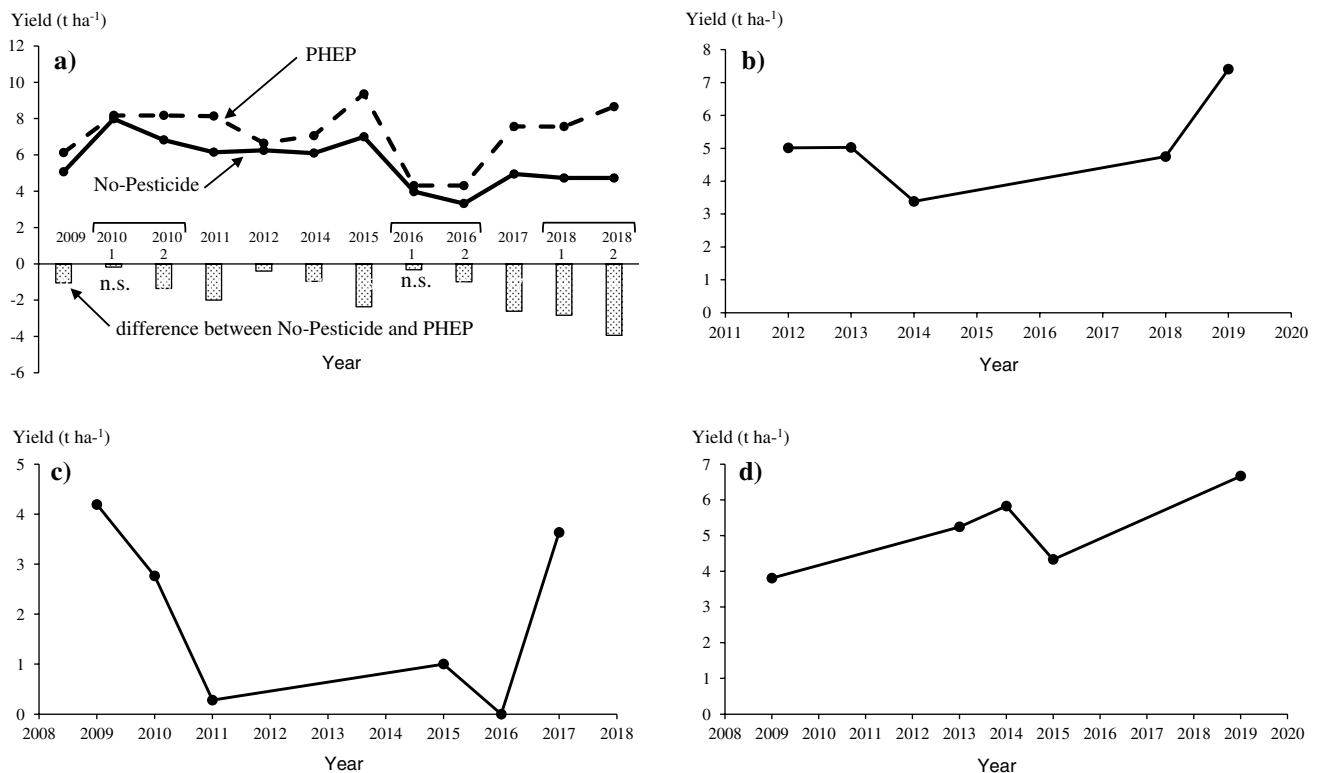 Yield (t ha-1)
a)
PHEP
No-Pesticide
12
10
8
6
4
2
0
-2
-4
-6
2009 2010 2010 2011 2012 2014 2015 2016 2016 2017 2018 2018
1 2 1 2 1 2
n.s. n.s.
difference between No-Pesticide and PHEP
Year
Yield (t ha-1)
b)
8
7
6
5
4
3
2
1
0
2011 2012 2013 2014 2015 2016 2017 2018 2019 2020
Year
Yield (t ha-1)
c)
5
4
3
2
1
0
2008 2009 2010 2011 2012 2013 2014 2015 2016 2017 2018
Year
Yield (t ha-1)
d)
7
6
5
4
3
2
1
0
2008 2009 2010 2011 2012 2013 2014 2015 2016 2017 2018 2019 2020
Year